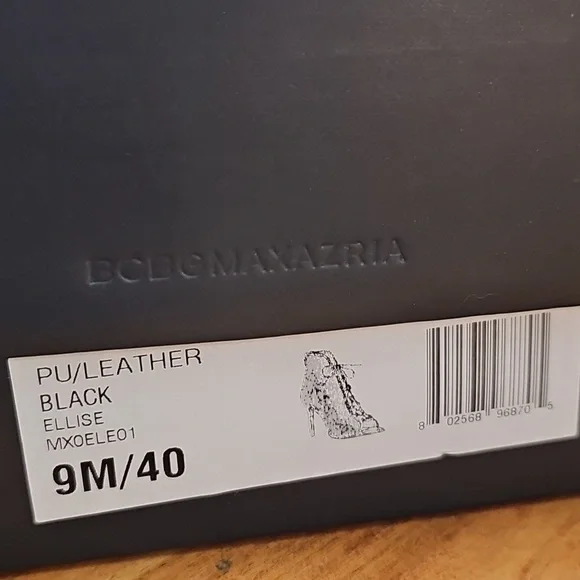 BCBGMAXAZRIA
PU/LEATHER
BLACK
ELLISE
MX0ELE01
9M/40
8 02568 96870 5